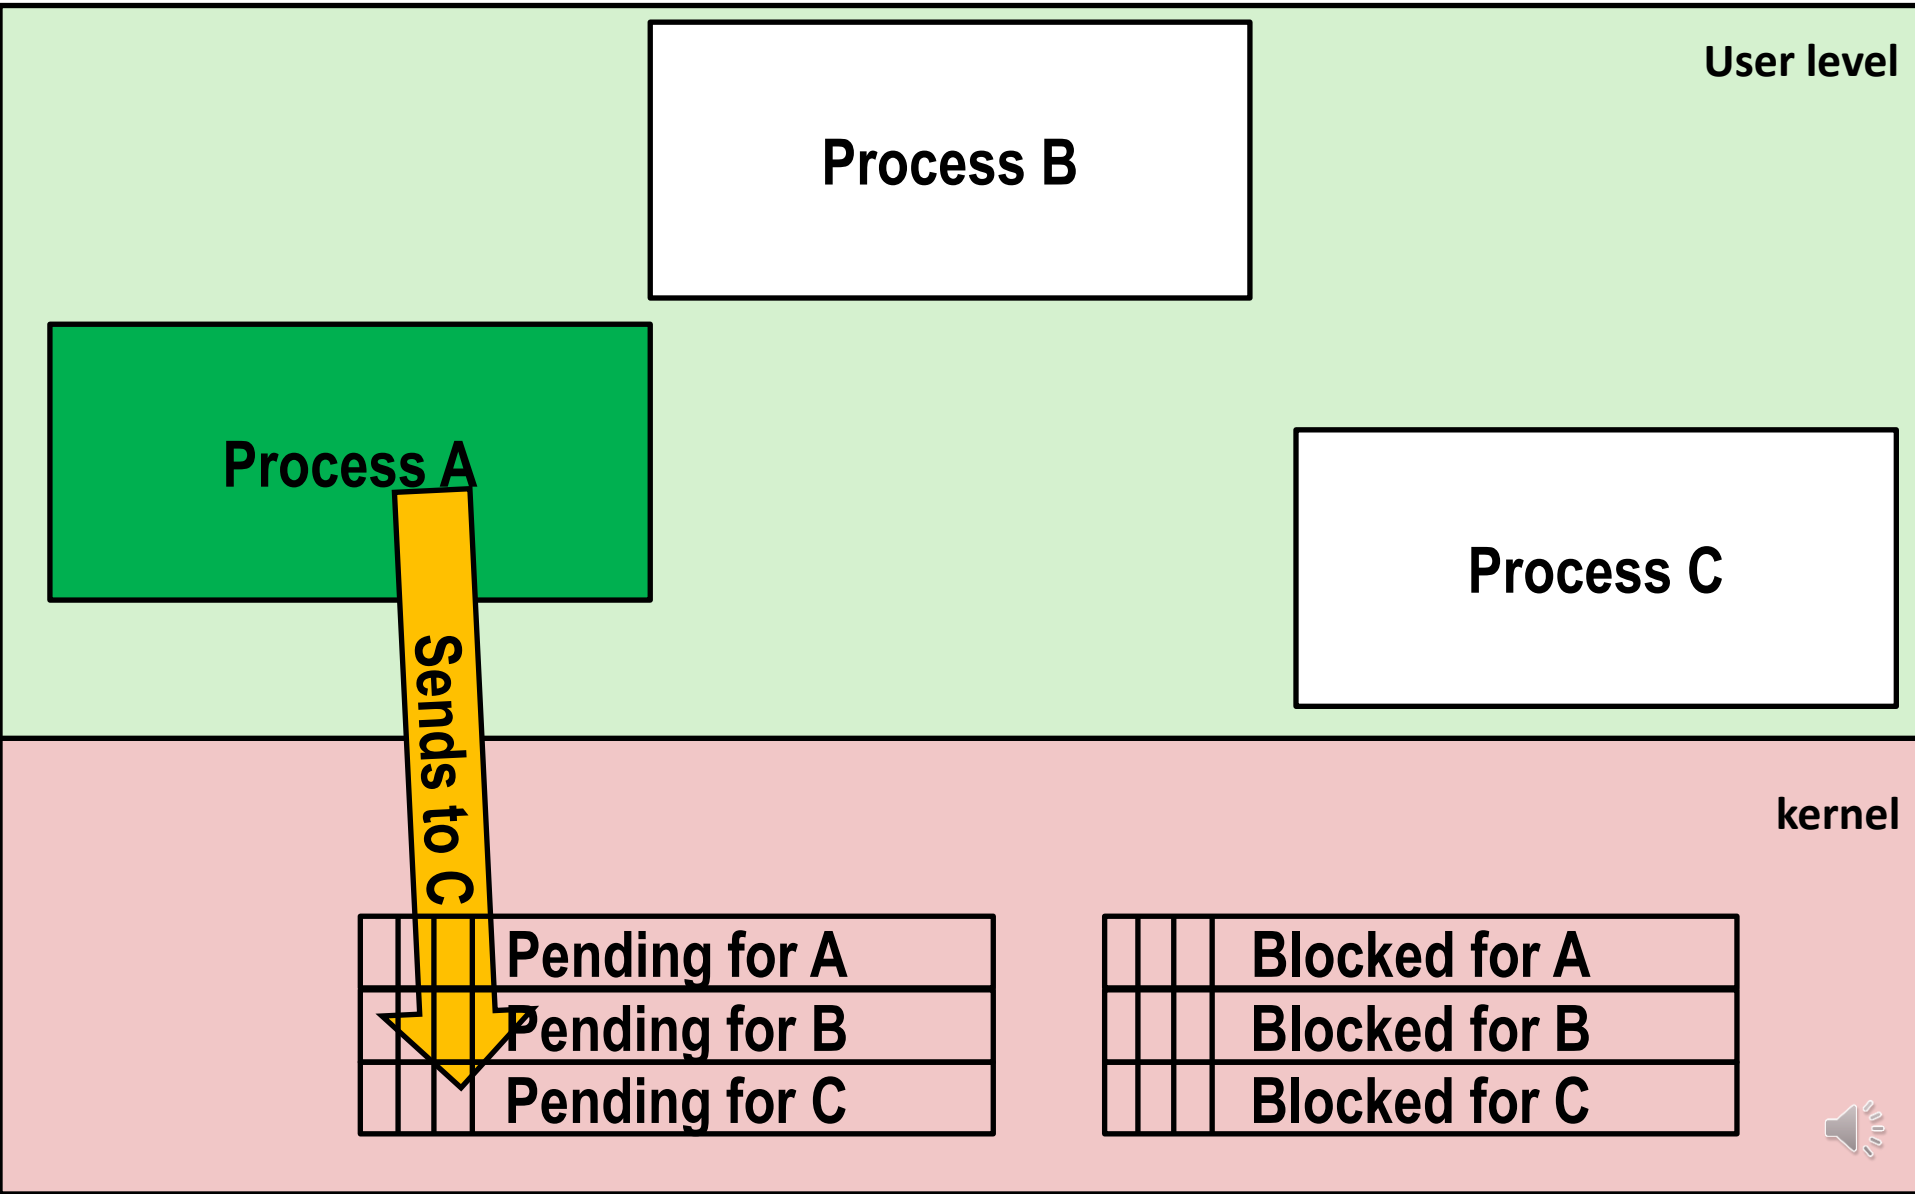 User level
Process B
Process A
Process C
Sends to C
kernel
Pending for A
Pending for B
Pending for C
Blocked for A
Blocked for B
Blocked for C